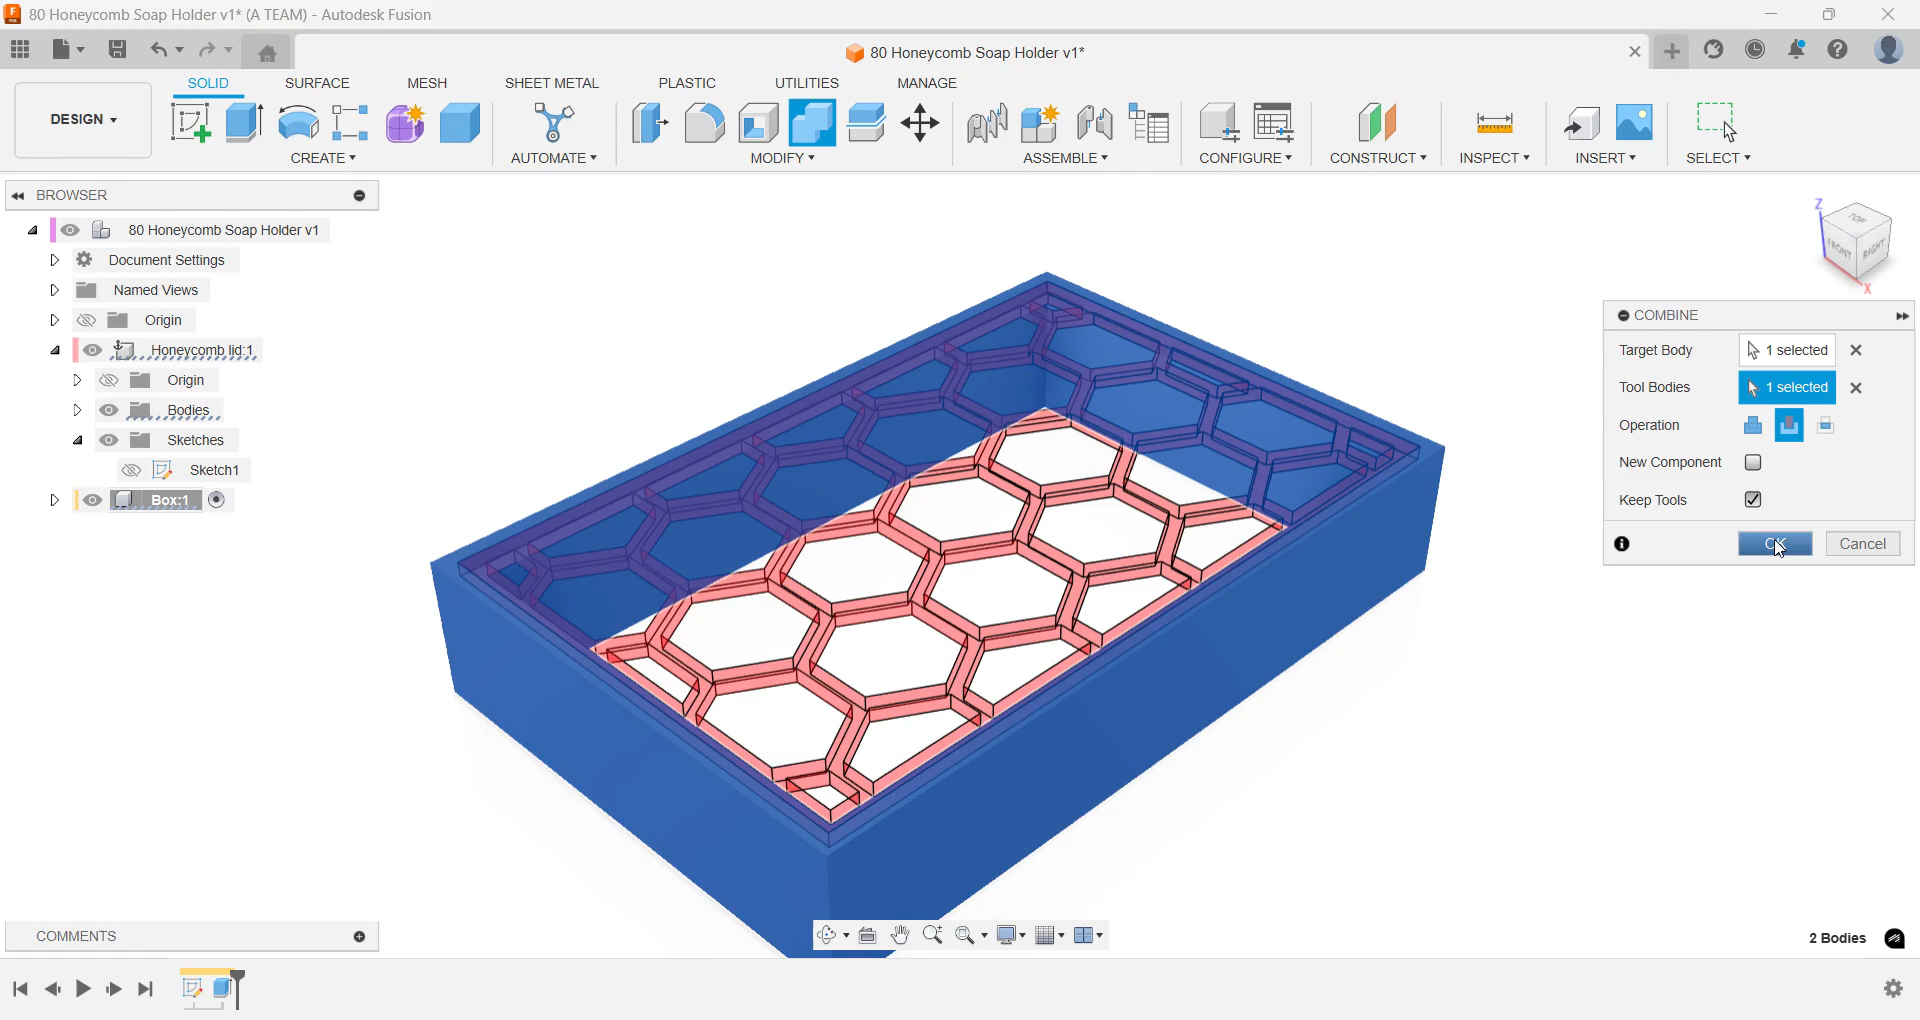 80 Honeycomb Soap Holder v1* (A TEAM) - Autodesk Fusion
80 Honeycomb Soap Holder v1*
SOLID SURFACE MESH SHEET METAL PLASTIC UTILITIES MANAGE
DESIGN
CREATE AUTOMATE MODIFY ASSEMBLE CONFIGURE CONSTRUCT INSPECT INSERT SELECT
BROWSER
80 Honeycomb Soap Holder v1
Document Settings
Named Views
Origin
Honeycomb lid:1
Origin
Bodies
Sketches
Sketch1
Box:1
Z
TOP
FRONT RIGHT
X
COMBINE
Target Body 1 selected
Tool Bodies 1 selected
Operation
New Component
Keep Tools
OK Cancel
COMMENTS
2 Bodies